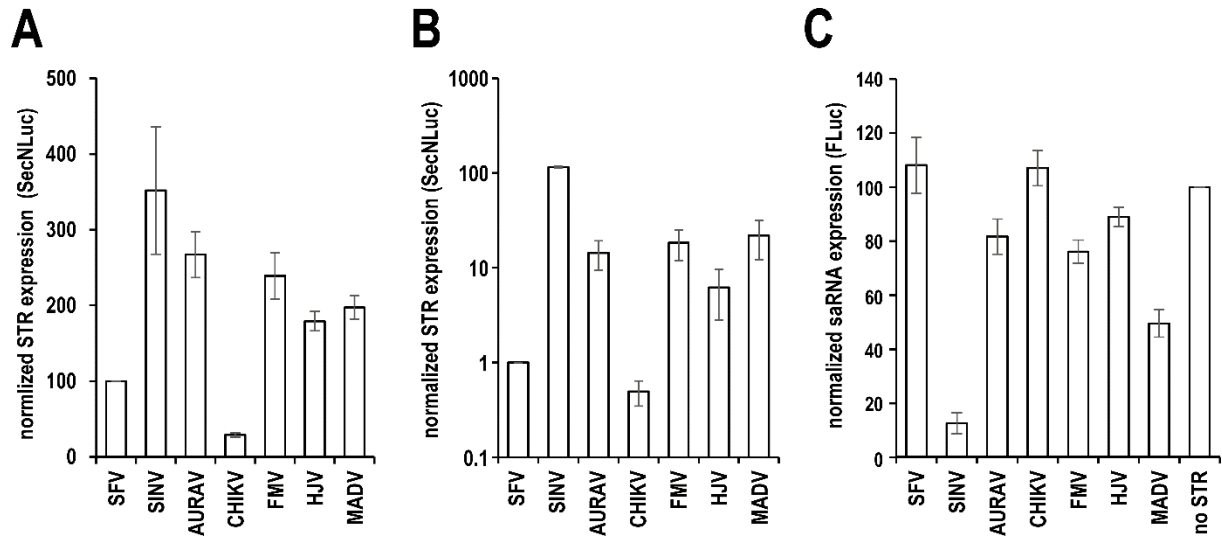 A
normlized STR expression (SecNLuc)
500
400
300
200
100
0
SFV
SINV
AURAV
CHIKV
FMV
HJV
MADV
B
normalized STR expression (SecNLuc)
1000
100
10
1
0.1
SFV
SINV
AURAV
CHIKV
FMV
HJV
MADV
C
normalized saRNA expression (FLuc)
140
120
100
80
60
40
20
0
SFV
SINV
AURAV
CHIKV
FMV
HJV
MADV
no STR